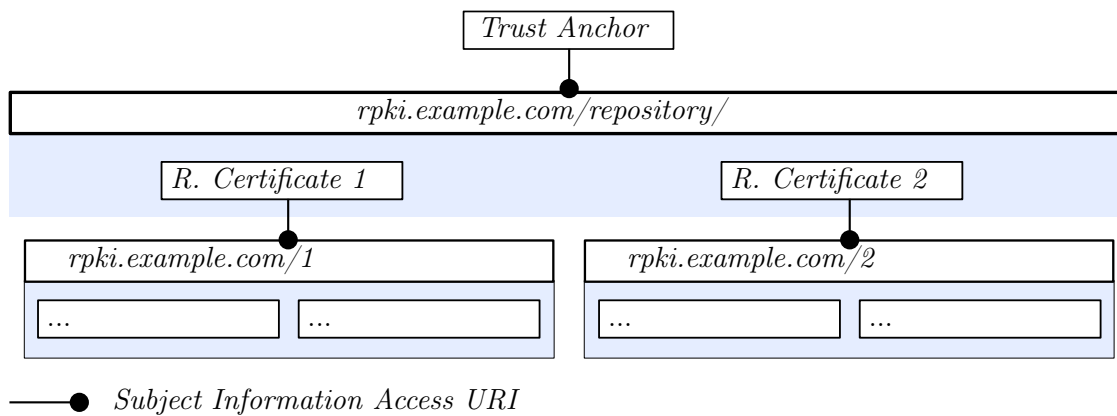 Trust Anchor
rpki.example.com/repository/
R. Certificate 1
R. Certificate 2
rpki.example.com/1
rpki.example.com/2
...
...
...
...
Subject Information Access URI